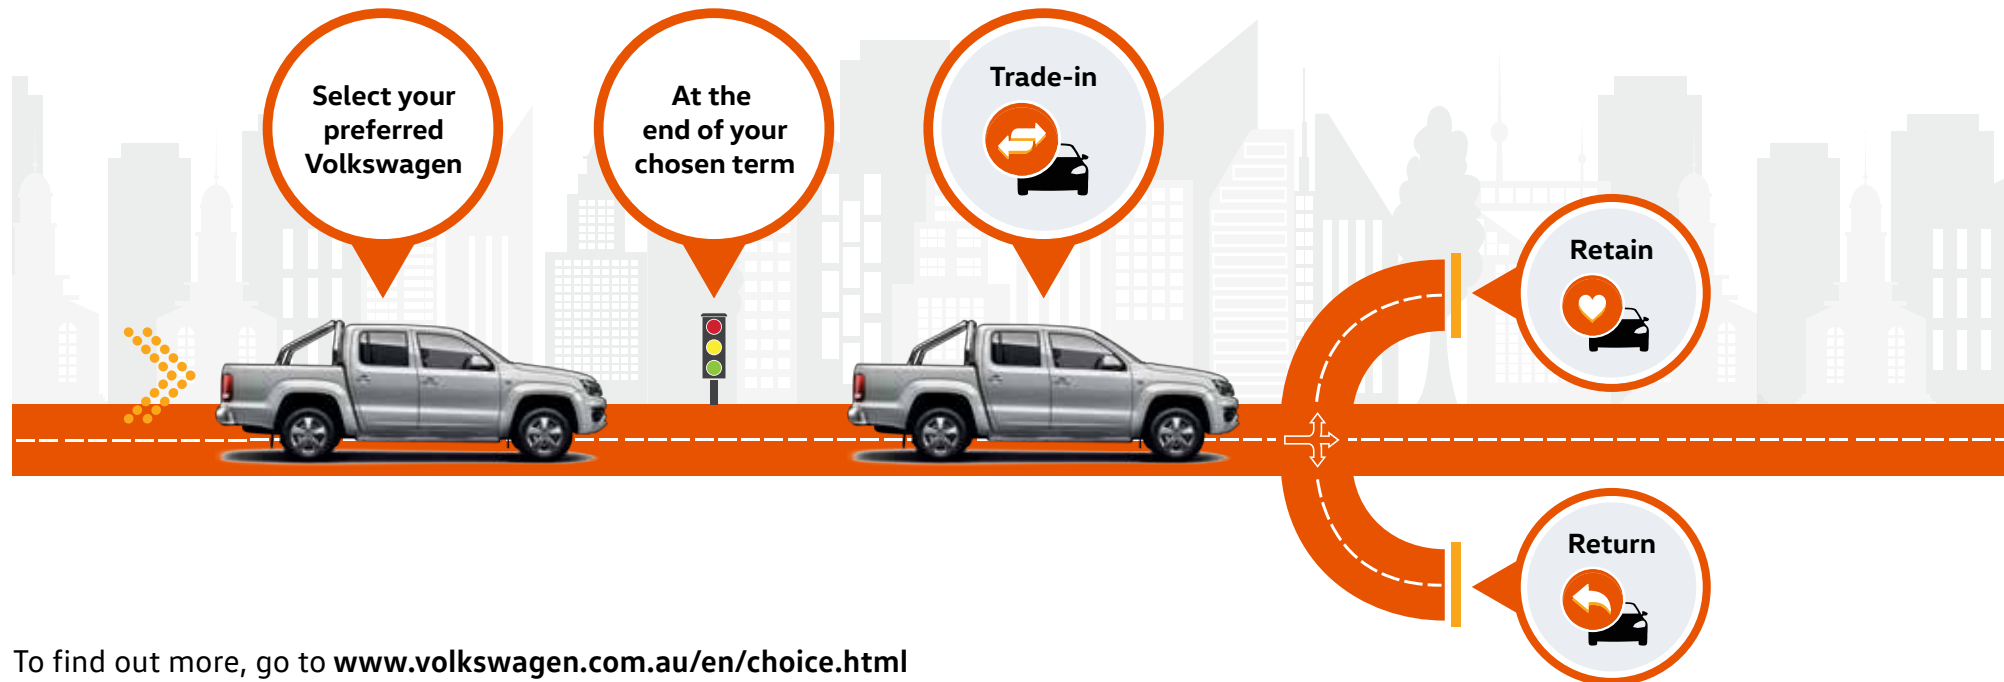 Select your
preferred
Volkswagen
At the
end of your
chosen term
Trade-in
Retain
Return
To find out more, go to www.volkswagen.com.au/en/choice.html